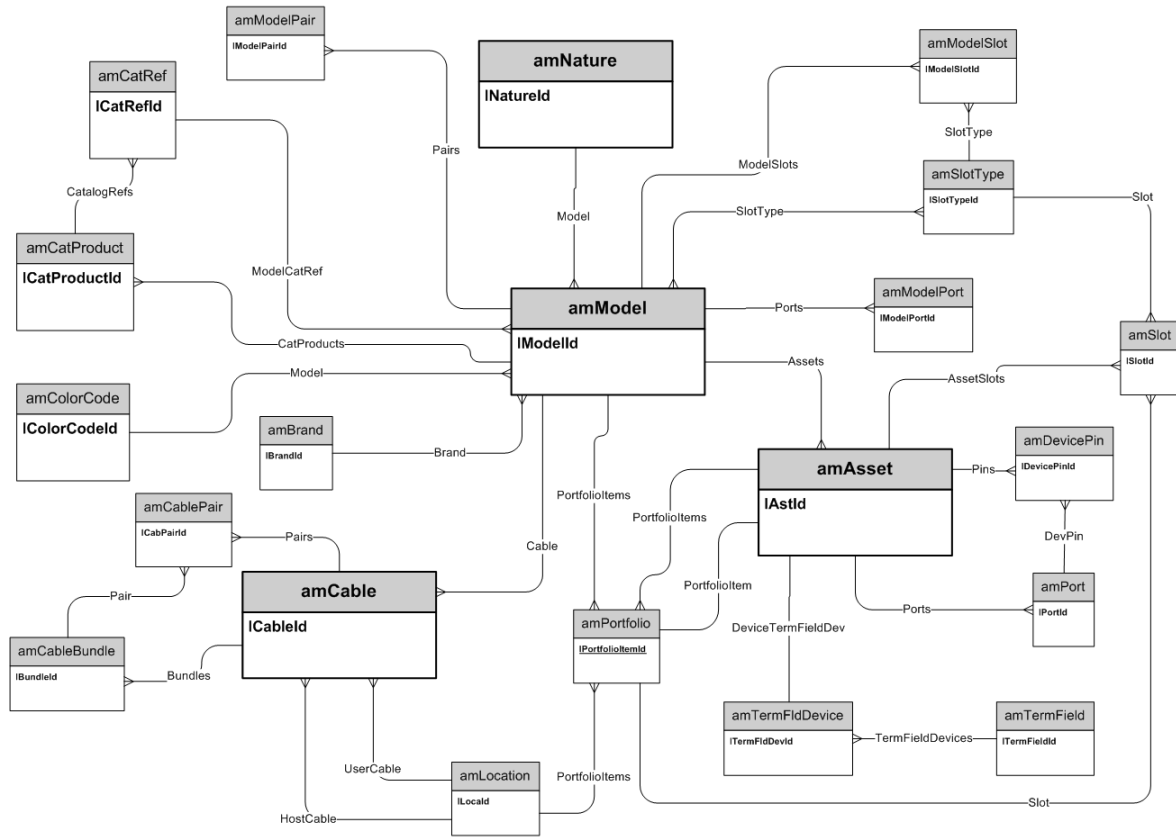 amModelPair
lModelPairId
amNature
lNatureId
amModelSlot
lModelSlotId
amCatRef
lCatRefId
Pairs
SlotType
ModelSlots
amSlotType
lSlotTypeId
Slot
CatalogRefs
Model
SlotType
amCatProduct
lCatProductId
ModelCatRef
amModel
lModelId
Ports
amModelPort
lModelPortId
amSlot
lSlotId
CatProducts
Assets
Model
AssetSlots
amColorCode
lColorCodeId
amBrand
lBrandId
Brand
amAsset
lAstId
Pins
amDevicePin
lDevicePinId
amCablePair
lCabPairId
PortfolioItems
PortfolioItems
Pairs
Cable
DevPin
amCable
lCableId
PortfolioItem
amPort
lPortId
Pair
Ports
amPortfolio
lPortfolioItemId
DeviceTermFieldDev
amCableBundle
lBundleId
Bundles
amTermFldDevice
lTermFldDevId
TermFieldDevices
amTermField
lTermFieldId
UserCable
amLocation
lLocaId
PortfolioItems
HostCable
Slot